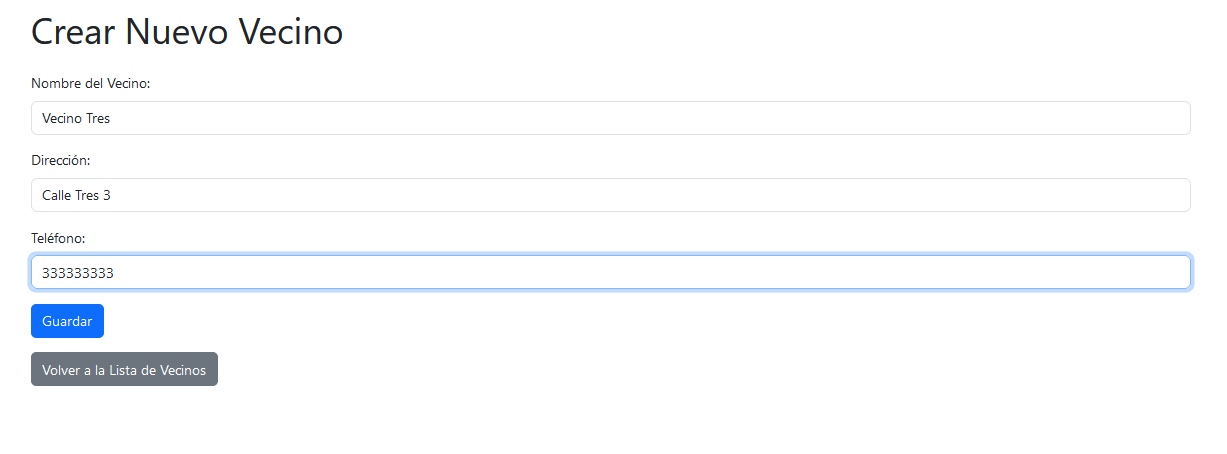 Crear Nuevo Vecino
Nombre del Vecino:
Vecino Tres
Dirección:
Calle Tres 3
Teléfono:
333333333
Guardar
Volver a la Lista de Vecinos